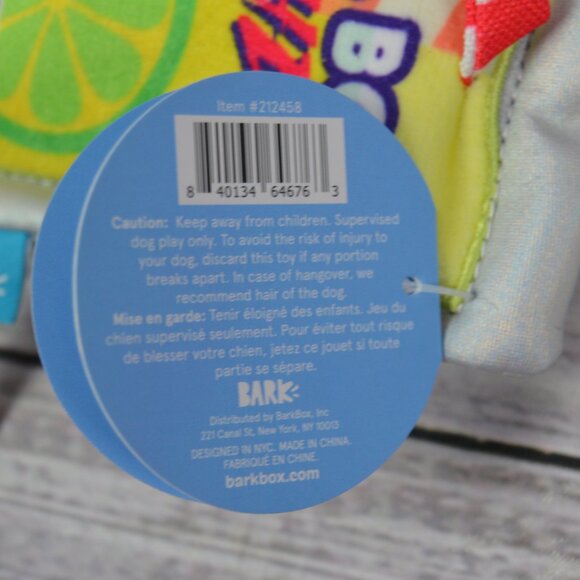 Item #212458
8 40134 64676 3
Caution: Keep away from children. Supervised
dog play only. To avoid the risk of injury to
your dog, discard this toy if any portion
breaks apart. In case of hangover, we
recommend hair of the dog.
Mise en garde: Tenir éloigné des enfants. Jeu du
chien supervisé seulement. Pour éviter tout risque
de blesser votre chien, jetez ce jouet si toute
partie se sépare.
BARK
Distributed by BarkBox, Inc
221 Canal St, New York, NY 10013
DESIGNED IN NYC. MADE IN CHINA.
FABRIQUÉ EN CHINE.
barkbox.com